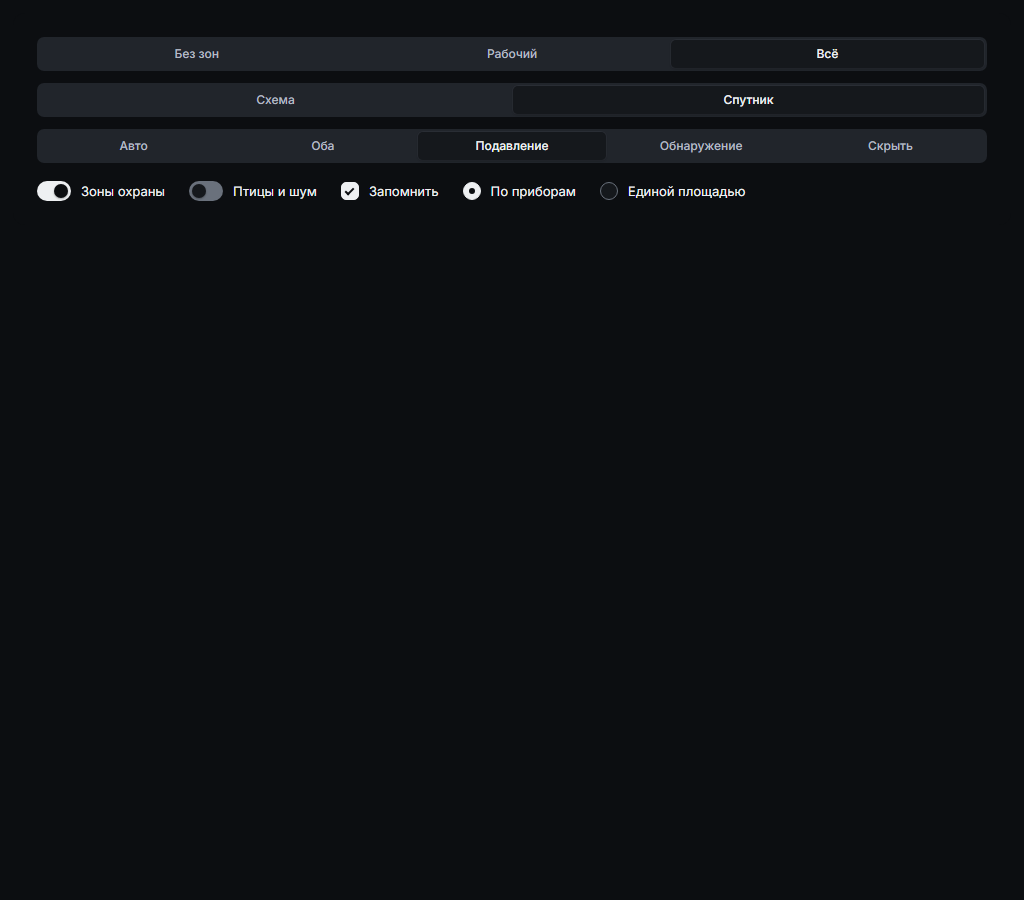 Без зон Рабочий Всё
Схема Спутник
Авто Оба Подавление Обнаружение Скрыть
Зоны охраны Птицы и шум Запомнить По приборам Единой площадью